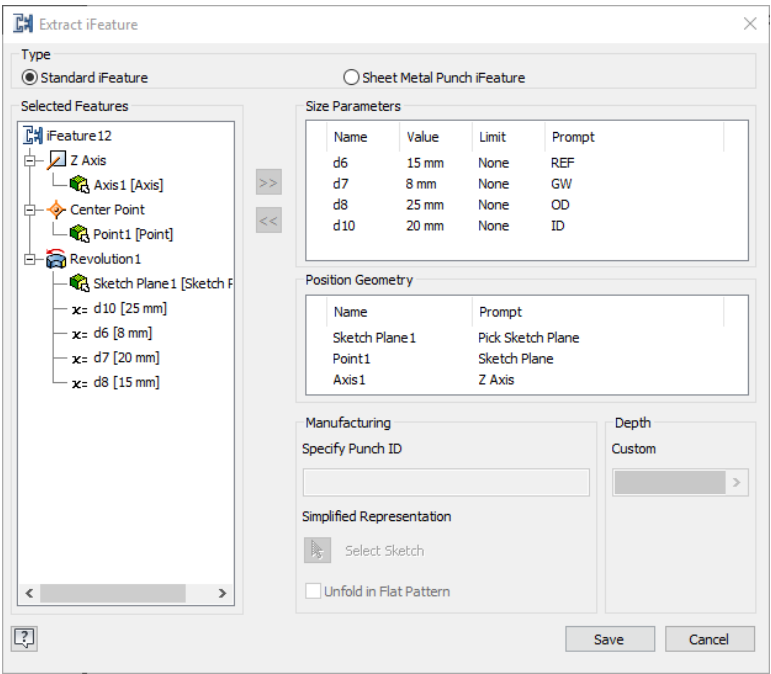 Extract iFeature
Type
Standard iFeature
Sheet Metal Punch iFeature
Selected Features
iFeature12
Z Axis
Axis1 [Axis]
Center Point
Point1 [Point]
Revolution1
Sketch Plane1 [Sketch F
x= d10 [25 mm]
x= d6 [8 mm]
x= d7 [20 mm]
x= d8 [15 mm]
>>
<<
Size Parameters
Name Value Limit Prompt
d6 15 mm None REF
d7 8 mm None GW
d8 25 mm None OD
d10 20 mm None ID
Position Geometry
Name Prompt
Sketch Plane1 Pick Sketch Plane
Point1 Sketch Plane
Axis1 Z Axis
Manufacturing
Specify Punch ID
Simplified Representation
Select Sketch
Unfold in Flat Pattern
Depth
Custom
?
Save Cancel